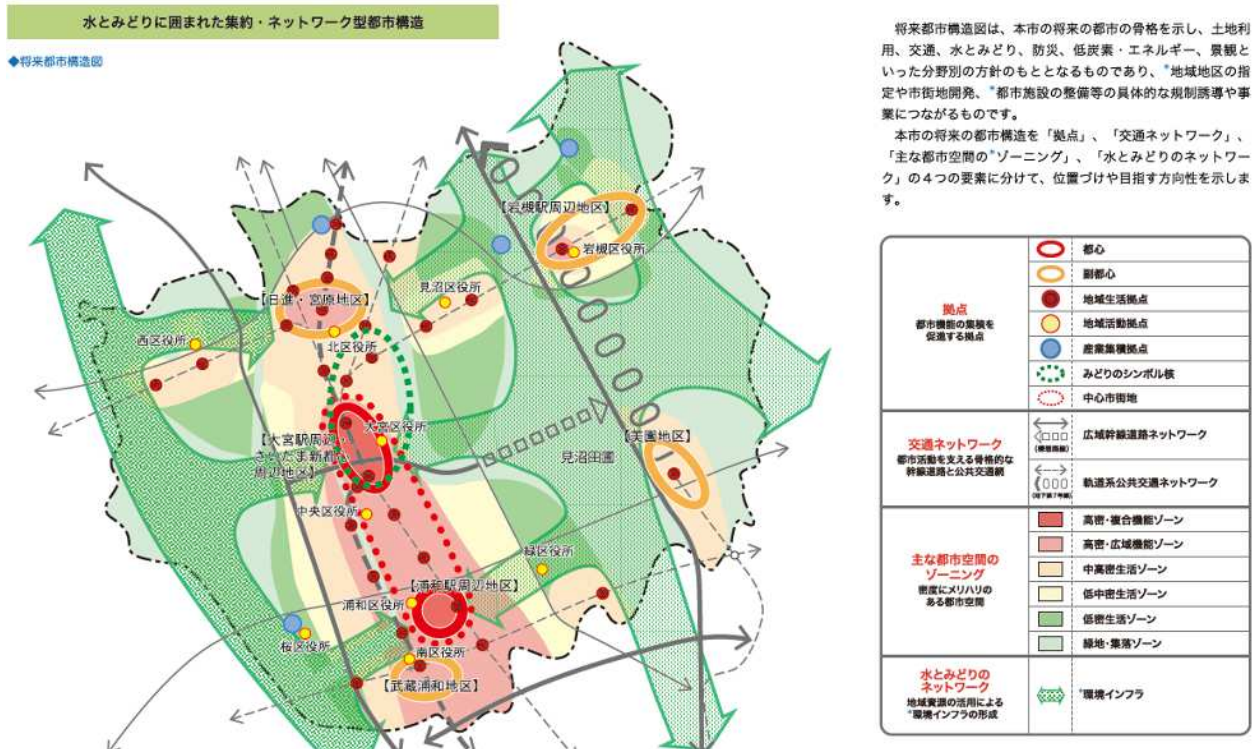 水とみどりに囲まれた集約・ネットワーク型都市構造
◆将来都市構造図
将来都市構造図は、本市の将来の都市の骨格を示し、土地利
用、交通、水とみどり、防災、低炭素・エネルギー、景観と
いった分野別の方針のもととなるものであり、*地域地区の指
定や市街地開発、*都市施設の整備等の具体的な規制誘導や事
業につながるものです。
本市の将来の都市構造を「拠点」、「交通ネットワーク」、
「主な都市空間の*ゾーニング」、「水とみどりのネットワー
ク」の４つの要素に分けて、位置づけや目指す方向性を示しま
す。
【岩槻駅周辺地区】
岩槻区役所
見沼区役所
【日進・宮原地区】
北区役所
西区役所
大宮区役所
【大宮駅周辺・
さいたま新都心
周辺地区】
見沼田圃
【美園地区】
中央区役所
緑区役所
【浦和駅周辺地区】
浦和区役所
桜区役所
南区役所
【武蔵浦和地区】
拠点
都市機能の集積を
促進する拠点
都心
副都心
地域生活拠点
地域活動拠点
産業集積拠点
みどりのシンボル核
中心市街地
交通ネットワーク
都市活動を支える骨格的な
幹線道路と公共交通網
広域幹線道路ネットワーク
軌道系公共交通ネットワーク
主な都市空間の
ゾーニング
密度にメリハリの
ある都市空間
高密・複合機能ゾーン
高密・広域機能ゾーン
中高密生活ゾーン
低中密生活ゾーン
低密生活ゾーン
緑地・集落ゾーン
水とみどりの
ネットワーク
地域資源の活用による
*環境インフラの形成
*環境インフラ